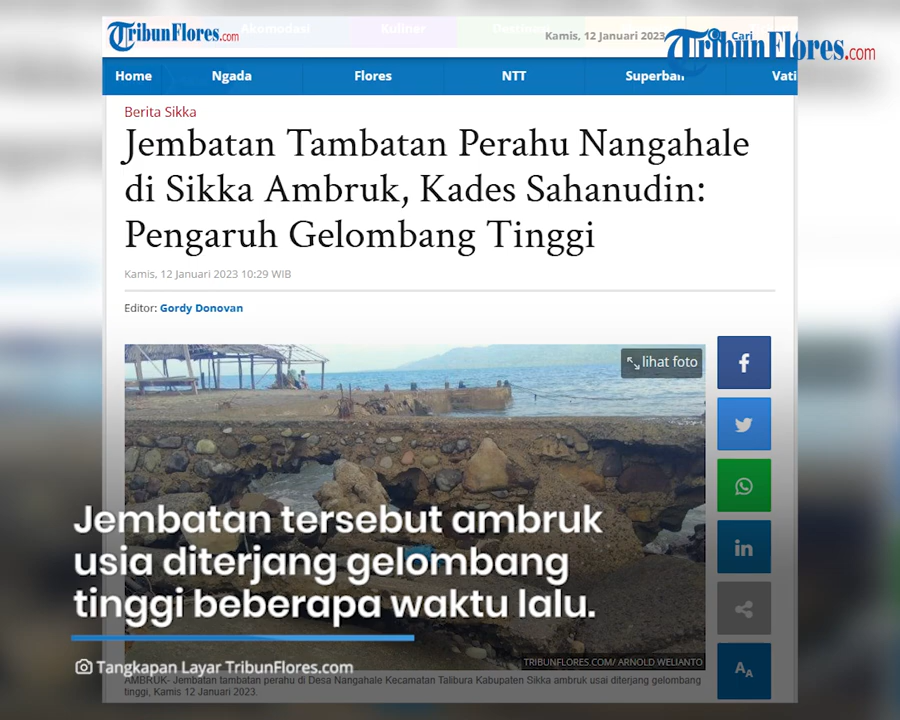 TribunFlores.com
Akomodasi
Kuliner
Kamis, 12 Januari 2023
Cari
TribunFlores.com
Home Ngada Flores NTT Superball Vati
Berita Sikka
Jembatan Tambatan Perahu Nangahale
di Sikka Ambruk, Kades Sahanudin:
Pengaruh Gelombang Tinggi
Kamis, 12 Januari 2023 10:29 WIB
Editor: Gordy Donovan
lihat foto
Jembatan tersebut ambruk
usia diterjang gelombang
tinggi beberapa waktu lalu.
TRIBUNFLORES.COM/ ARNOLD WELIANTO
Tangkapan Layar TribunFlores.com
AMBRUK- Jembatan tambatan perahu di Desa Nangahale Kecamatan Talibura Kabupaten Sikka ambruk usai diterjang gelombang
tinggi, Kamis 12 Januari 2023.
AA